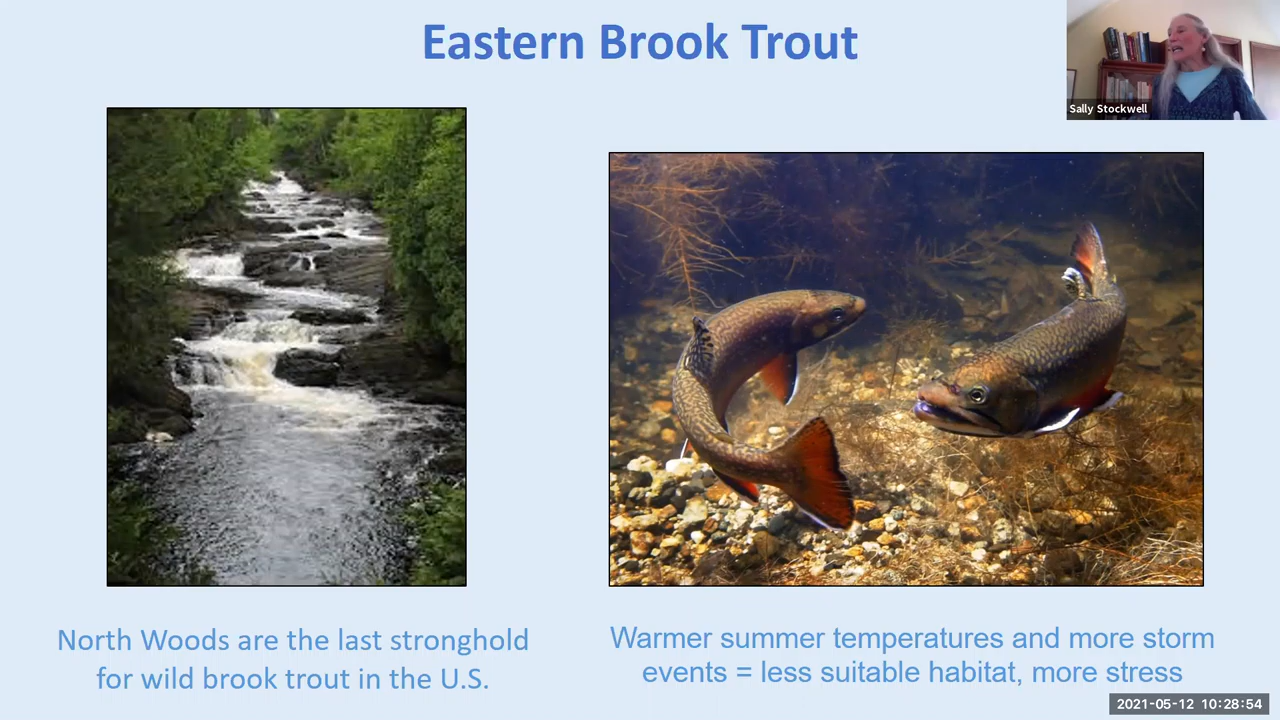 Eastern Brook Trout
Sally Stockwell
North Woods are the last stronghold
for wild brook trout in the U.S.
Warmer summer temperatures and more storm
events = less suitable habitat, more stress
2021-05-12 10:28:54